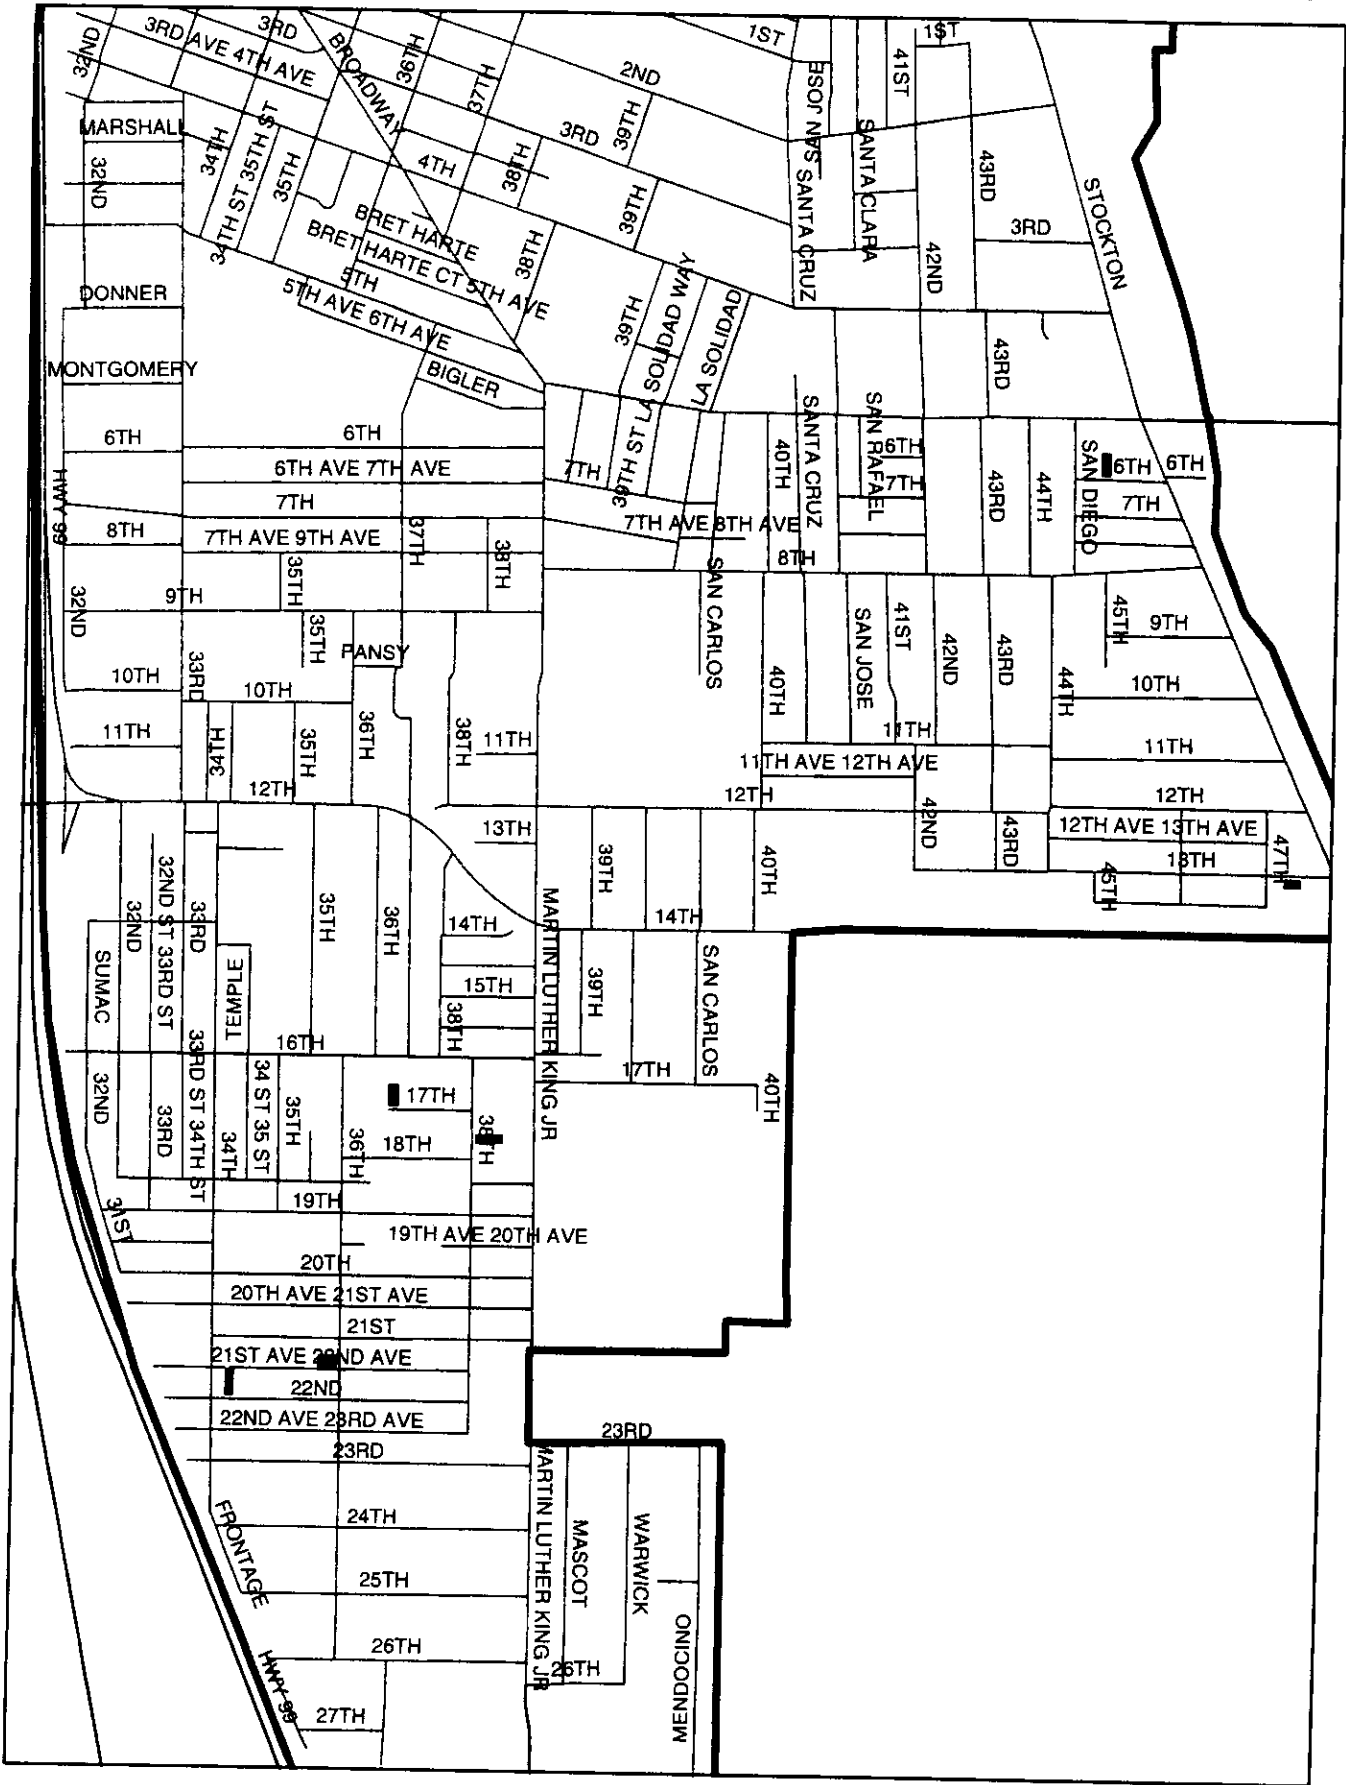 3RD
1ST
1ST
32ND
3RD AVE 4TH AVE
BROADWAY
36TH
37TH
2ND
41ST
SAN JOSE
MARSHALL
34TH
34TH ST 35TH ST
35TH
4TH
3RD
39TH
38TH
SANTA CRUZ
SANTA CLARA
43RD
32ND
39TH
STOCKTON
BRET HARTE
BRET HARTE CT 5TH AVE
38TH
3RD
42ND
DONNER
5TH
5TH AVE 6TH AVE
39TH
LA SOLIDAD WAY
LA SOLIDAD
MONTGOMERY
BIGLER
43RD
6TH
6TH
6TH AVE 7TH AVE
7TH
39TH ST LA SOLIDAD WAY
40TH
SANTA CRUZ
SAN RAFAEL
6TH
7TH
43RD
44TH
SAN DIEGO
6TH
6TH
HWY 99
7TH
7TH
8TH
7TH AVE 9TH AVE
37TH
38TH
7TH AVE 8TH AVE
8TH
35TH
SAN CARLOS
32ND
9TH
35TH
PANSY
SAN JOSE
41ST
42ND
43RD
45TH
9TH
33RD
10TH
10TH
40TH
44TH
10TH
11TH
34TH
35TH
36TH
38TH
11TH
11TH
11TH AVE 12TH AVE
11TH
12TH
12TH
12TH
13TH
42ND
43RD
12TH AVE 13TH AVE
18TH
47TH
32ND
32ND ST 33RD ST
33RD
35TH
36TH
39TH
40TH
45TH
14TH
14TH
MARTIN LUTHER KING JR
SUMAC
TEMPLE
15TH
38TH
39TH
SAN CARLOS
16TH
33RD ST 34TH ST
17TH
32ND
33RD
34TH
34 ST 35 ST
35TH
17TH
40TH
36TH
18TH
38TH
19TH
31ST
19TH AVE 20TH AVE
20TH
20TH AVE 21ST AVE
21ST
21ST AVE 22ND AVE
22ND
22ND AVE 23RD AVE
23RD
23RD
MARTIN LUTHER KING JR
MASCOT
WARWICK
FRONTAGE
24TH
25TH
MENDOCINO
26TH
26TH
HWY 99
27TH